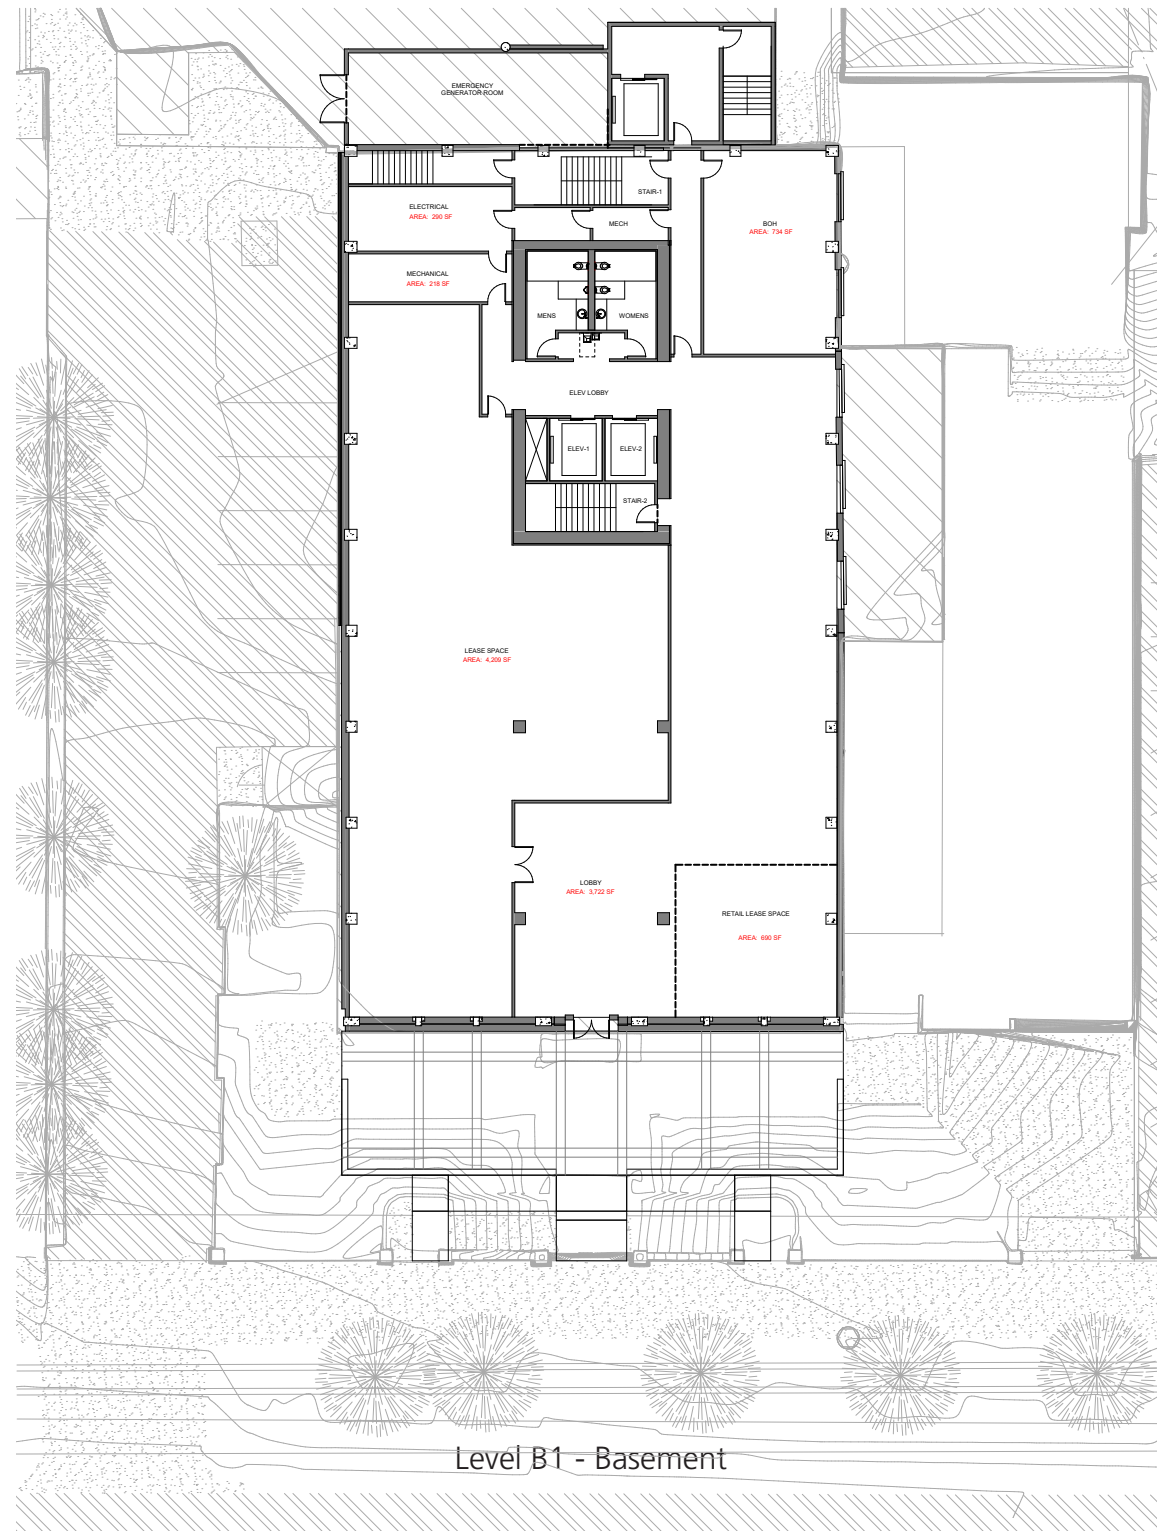 EMERGENCY
GENERATOR ROOM
STAIR-1
ELECTRICAL
AREA: 290 SF
MECH
BOH
AREA: 734 SF
MECHANICAL
AREA: 218 SF
MENS
WOMENS
ELEV LOBBY
ELEV-1
ELEV-2
STAIR-2
LEASE SPACE
AREA: 4,209 SF
LOBBY
AREA: 3,722 SF
RETAIL LEASE SPACE
AREA: 690 SF
Level B1 - Basement